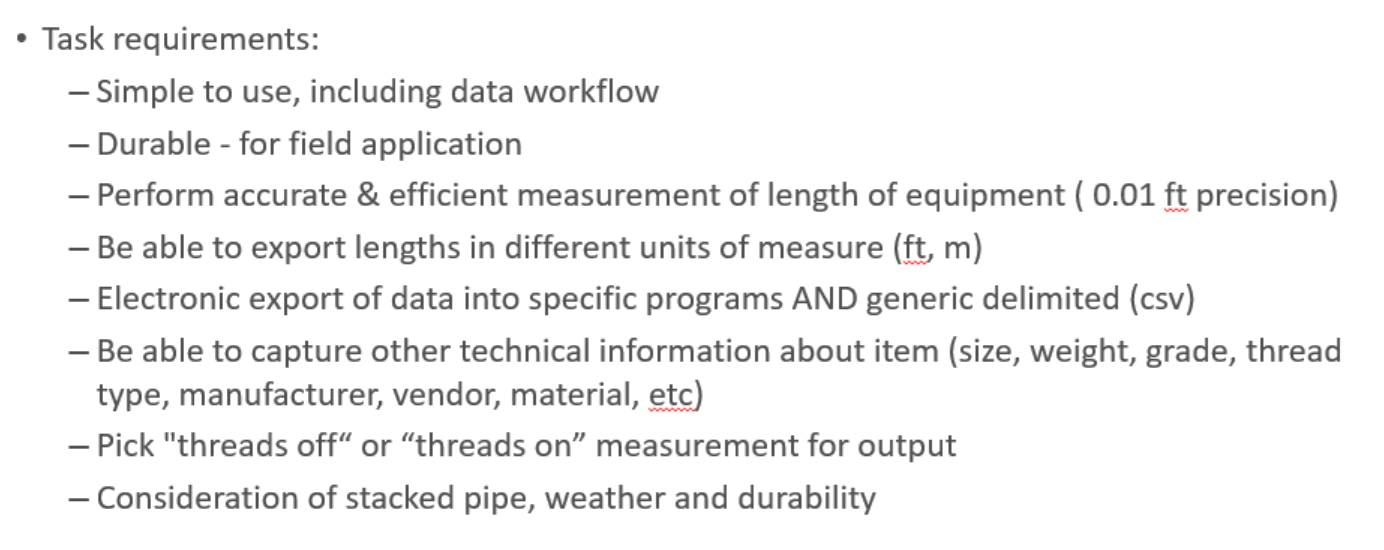 • Task requirements:
– Simple to use, including data workflow
– Durable - for field application
– Perform accurate & efficient measurement of length of equipment ( 0.01 ft precision)
– Be able to export lengths in different units of measure (ft, m)
– Electronic export of data into specific programs AND generic delimited (csv)
– Be able to capture other technical information about item (size, weight, grade, thread
type, manufacturer, vendor, material, etc)
– Pick "threads off“ or “threads on” measurement for output
– Consideration of stacked pipe, weather and durability